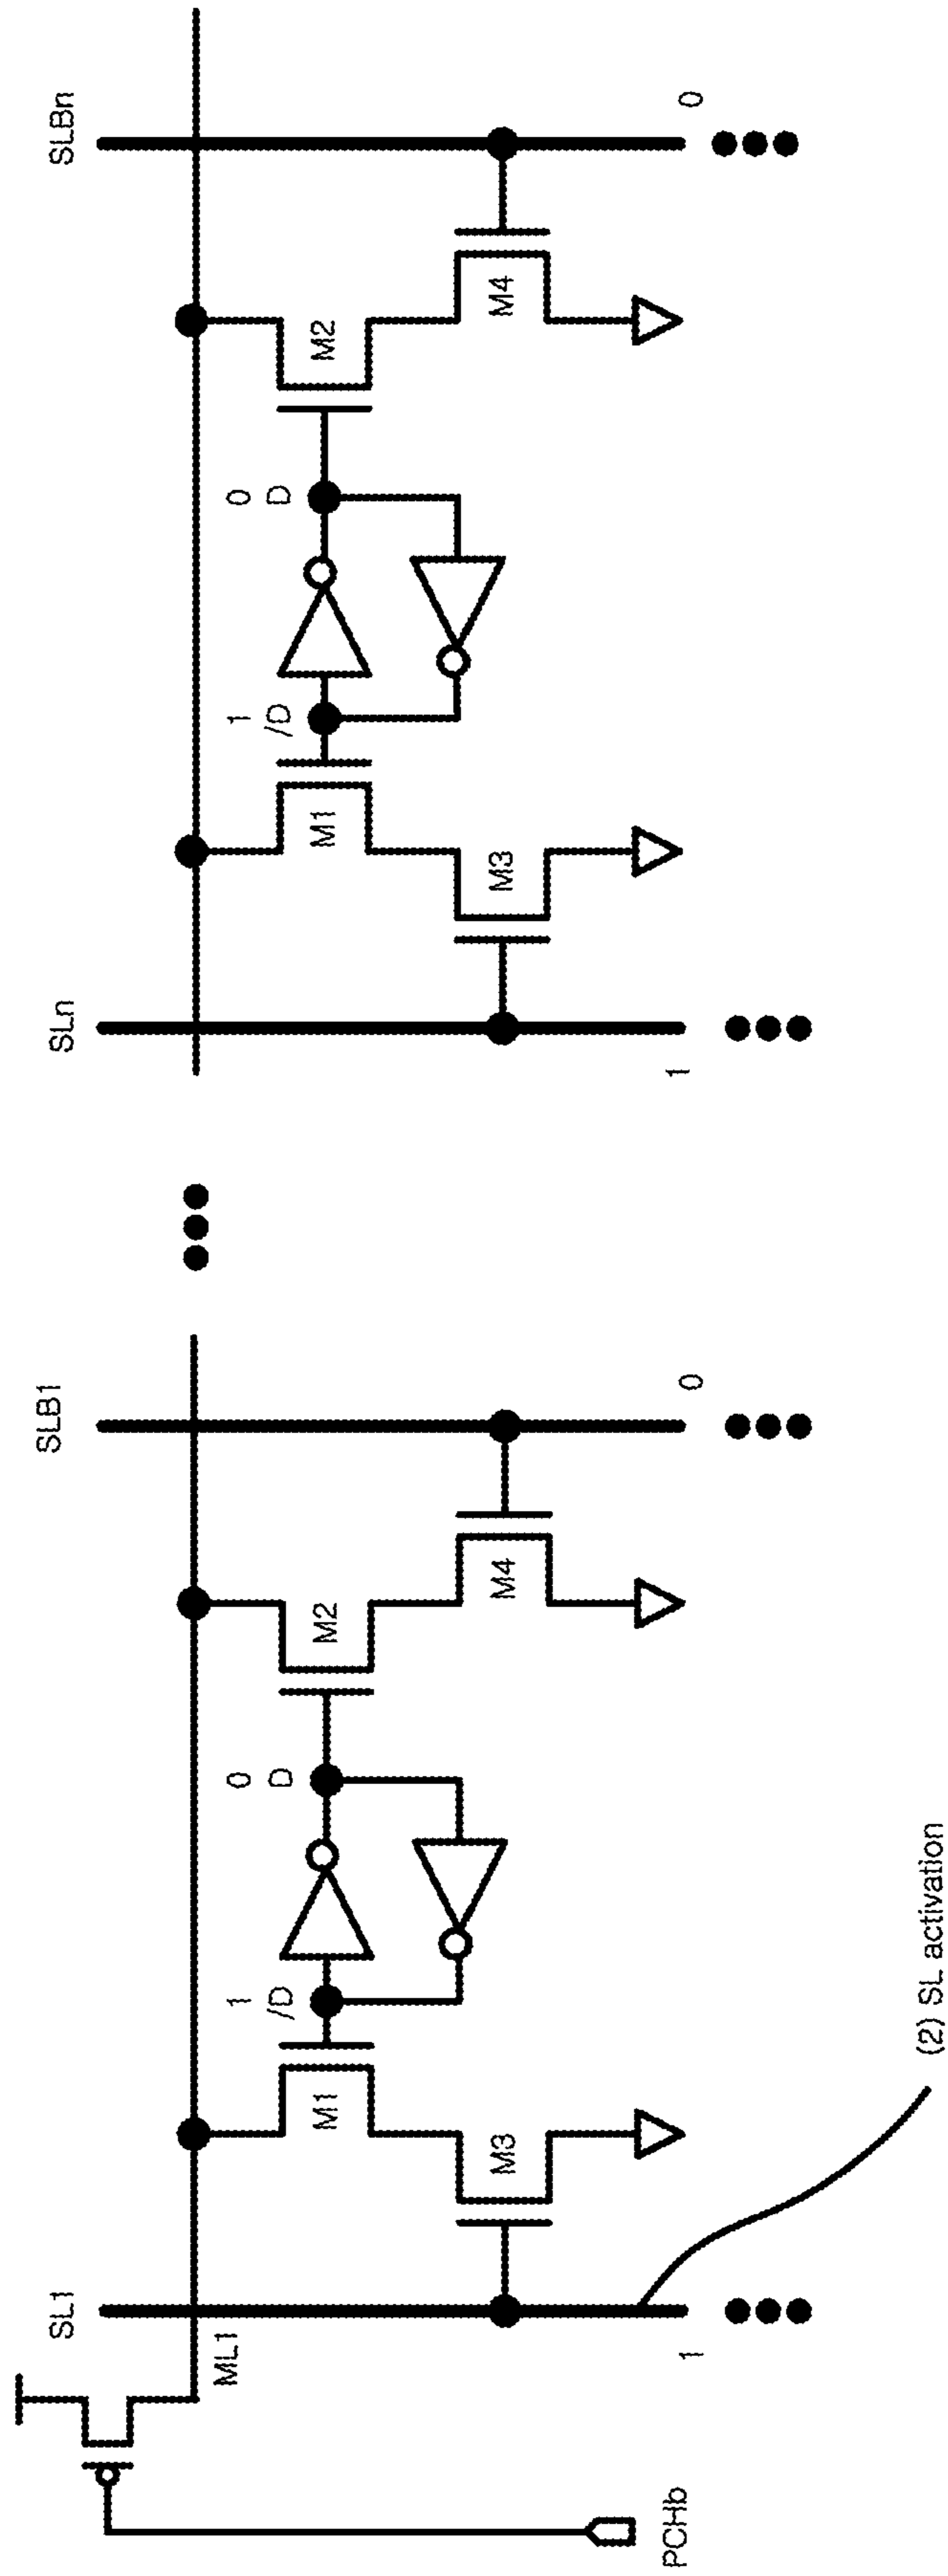 SL1
SLB1
SLn
SLBn
ML1
1
/D
0
D
1
/D
0
D
M1
M2
M1
M2
M3
M4
M3
M4
PCHb
1
0
1
0
(2) SL activation